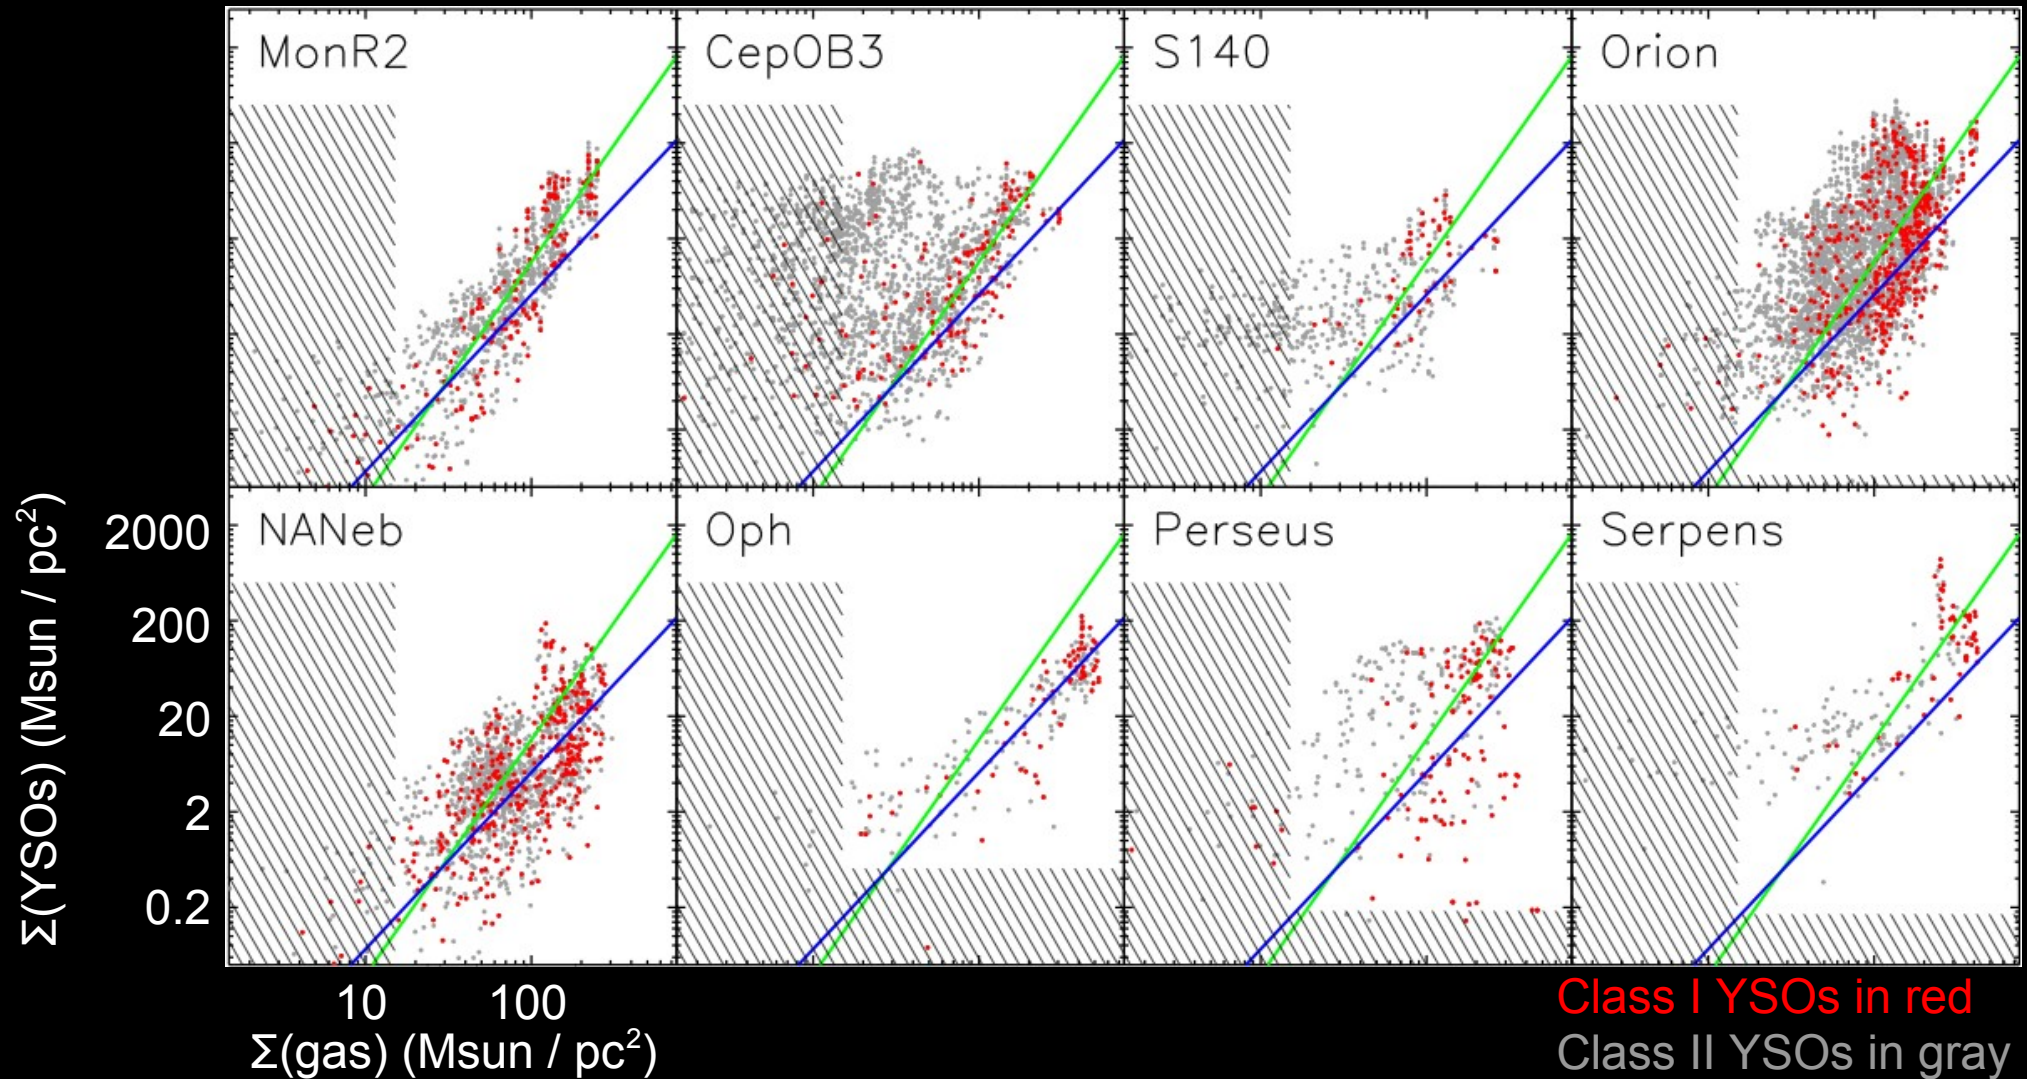 MonR2 CepOB3 S140 Orion
NANeb Oph Perseus Serpens
Σ(YSOs) (Msun / pc²)
2000
200
20
2
0.2
10 100
Σ(gas) (Msun / pc²)
Class I YSOs in red
Class II YSOs in gray